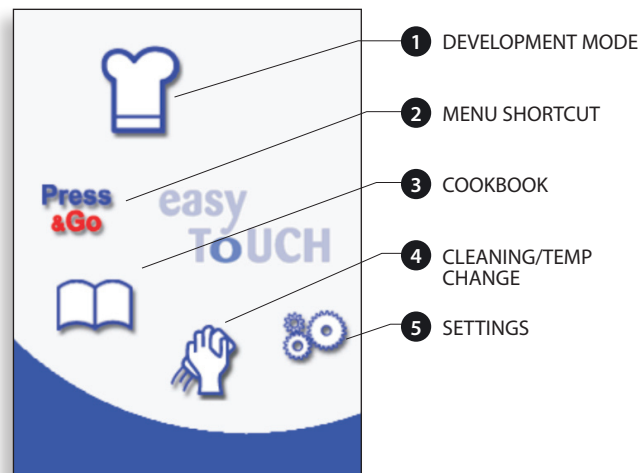 1 DEVELOPMENT MODE
2 MENU SHORTCUT
Press
&Go
easy
ToUCH
3 COOKBOOK
4 CLEANING/TEMP
CHANGE
5 SETTINGS